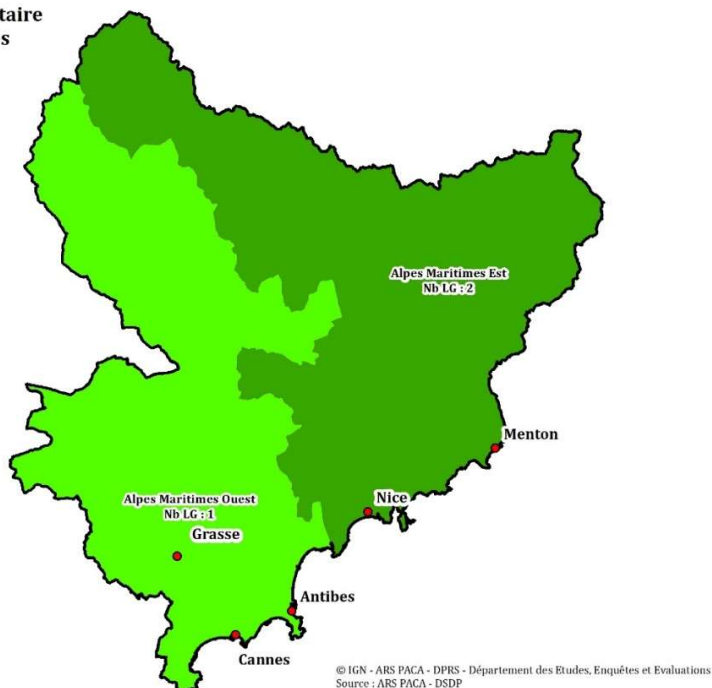 taire
s
Alpes Maritimes Est
Nb LG : 2
Menton
Nice
Alpes Maritimes Ouest
Nb LG : 1
Grasse
Antibes
Cannes
© IGN - ARS PACA - DPRS - Département des Etudes, Enquêtes et Evaluations
Source : ARS PACA - DSDP